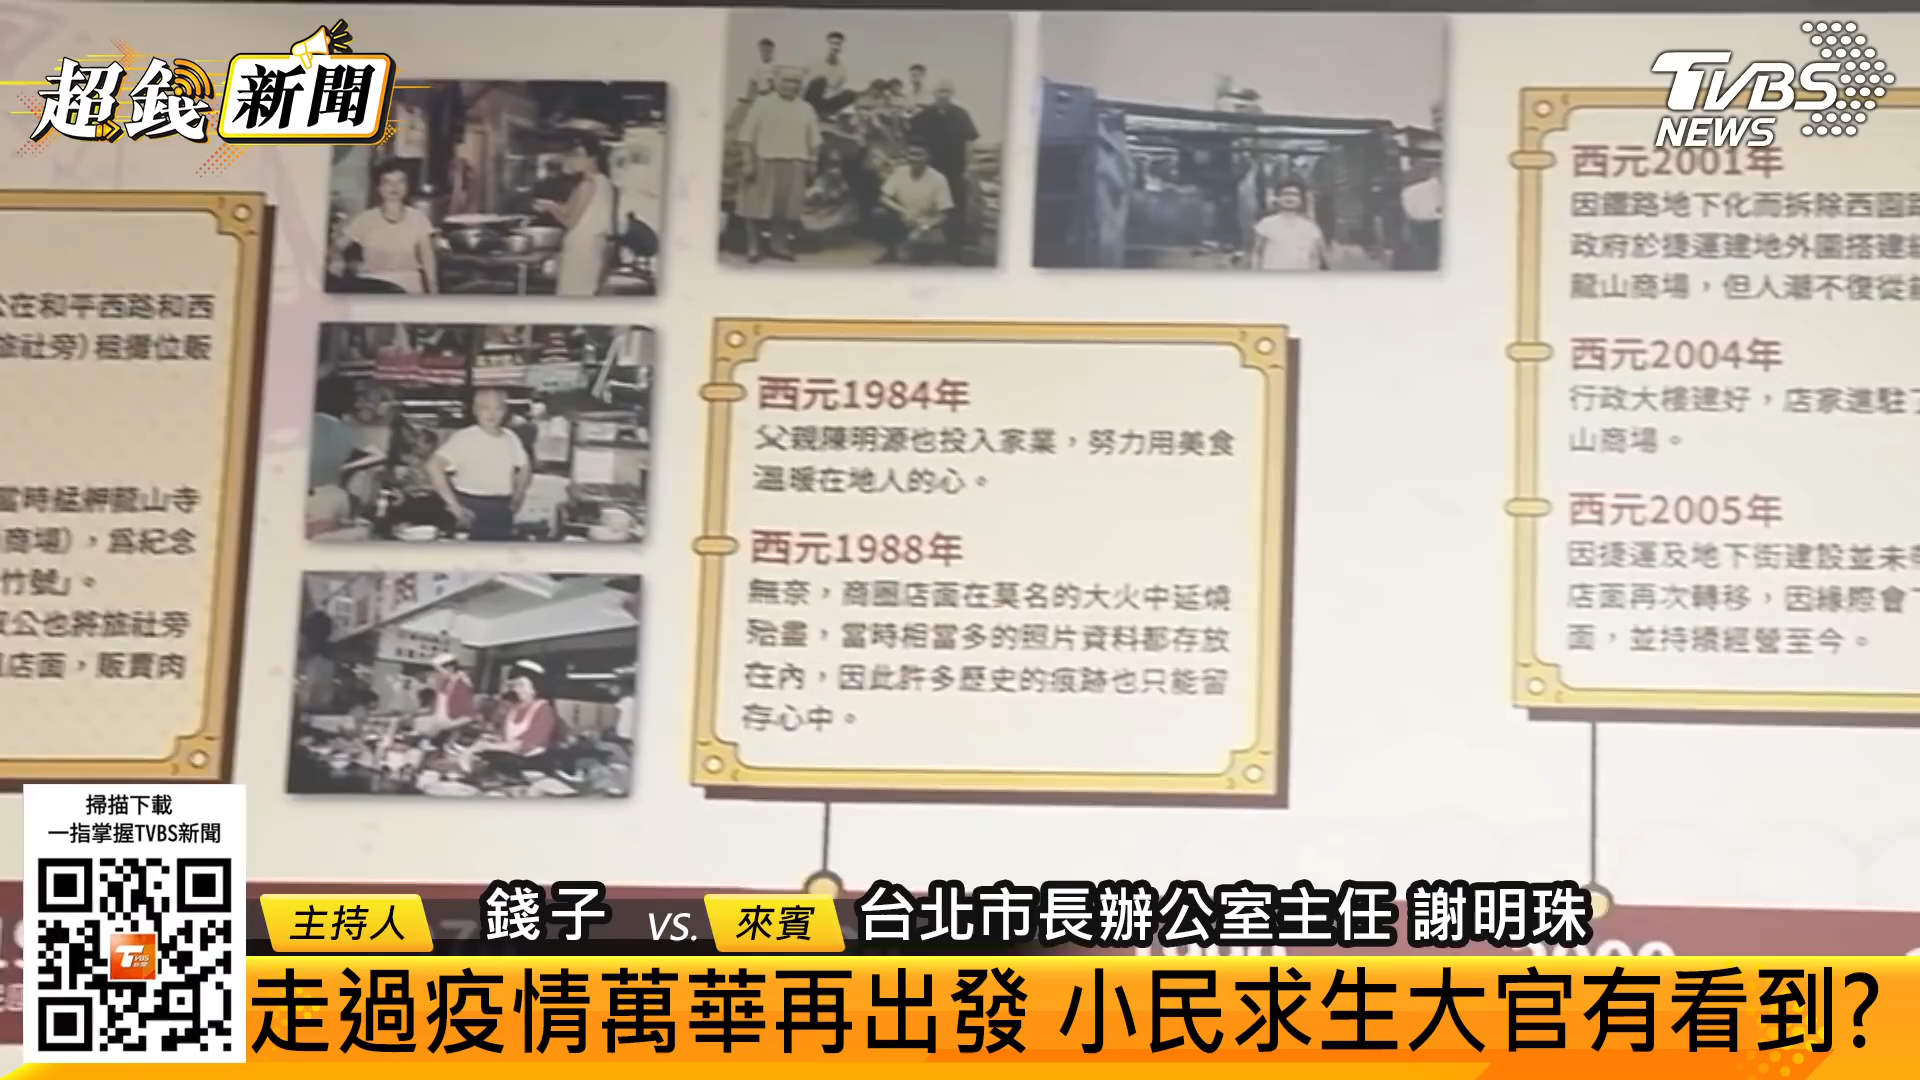 超錢新聞
TVBS
NEWS
在和平西路和西
旅社旁)租攤位販
當時艋舺龍山寺
商場),為紀念
竹號」。
公也將旅社旁
店面,販賣肉
西元1984年
父親陳明源也投入家業,努力用美食
溫暖在地人的心。
西元1988年
無奈,商圈店面在莫名的大火中延燒
殆盡,當時相當多的照片資料都存放
在內,因此許多歷史的痕跡也只能留
存心中。
西元2001年
因鐵路地下化而拆除西園
政府於捷運建地外圍搭建
龍山商場,但人潮不復從
西元2004年
行政大樓建好,店家進駐
山商場。
西元2005年
因捷運及地下街建設並未
店面再次轉移,因緣際會
面,並持續經營至今。
掃描下載
一指掌握TVBS新聞
主持人 錢子 vs. 來賓 台北市長辦公室主任 謝明珠
走過疫情萬華再出發 小民求生大官有看到?